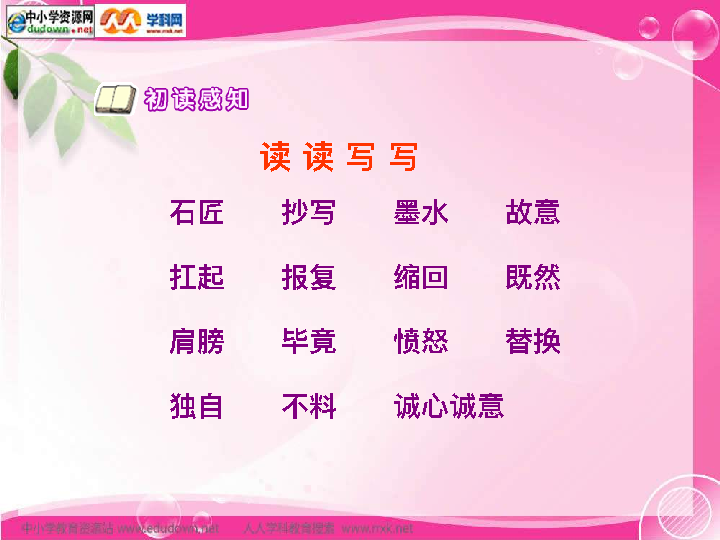 中小学资源网 学科网
dudown.net www.nxk.net
初读感知
读读写写
石匠 抄写 墨水 故意
扛起 报复 缩回 既然
肩膀 毕竟 愤怒 替换
独自 不料 诚心诚意
中小学教育资源站 www.edudown.net 人人学科教育搜索 www.nxk.net